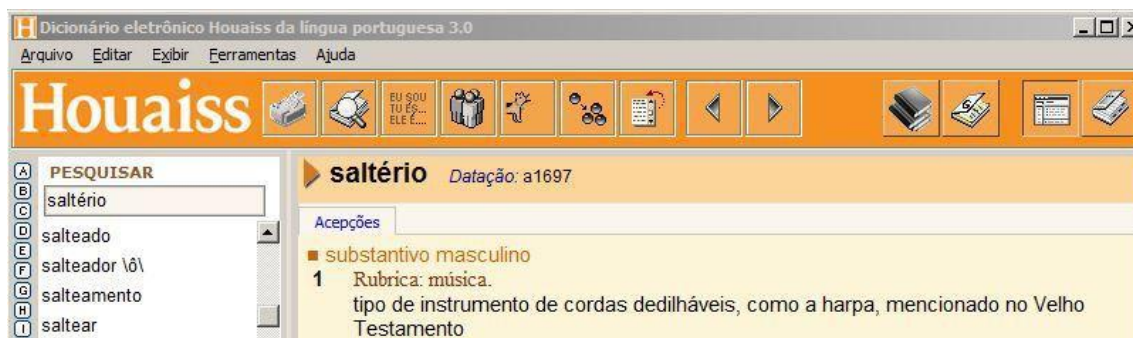 Dicionário eletrônico Houaiss da língua portuguesa 3.0
Arquivo Editar Exibir Ferramentas Ajuda
Houaiss
EU SOU
TU ÉS...
ELE É....
A
B
C
D
E
F
G
H
I
PESQUISAR
saltério
salteado
salteador \ô\
salteamento
saltear
saltério Datação: a1697
Acepções
■ substantivo masculino
1 Rubrica: música.
tipo de instrumento de cordas dedilháveis, como a harpa, mencionado no Velho
Testamento